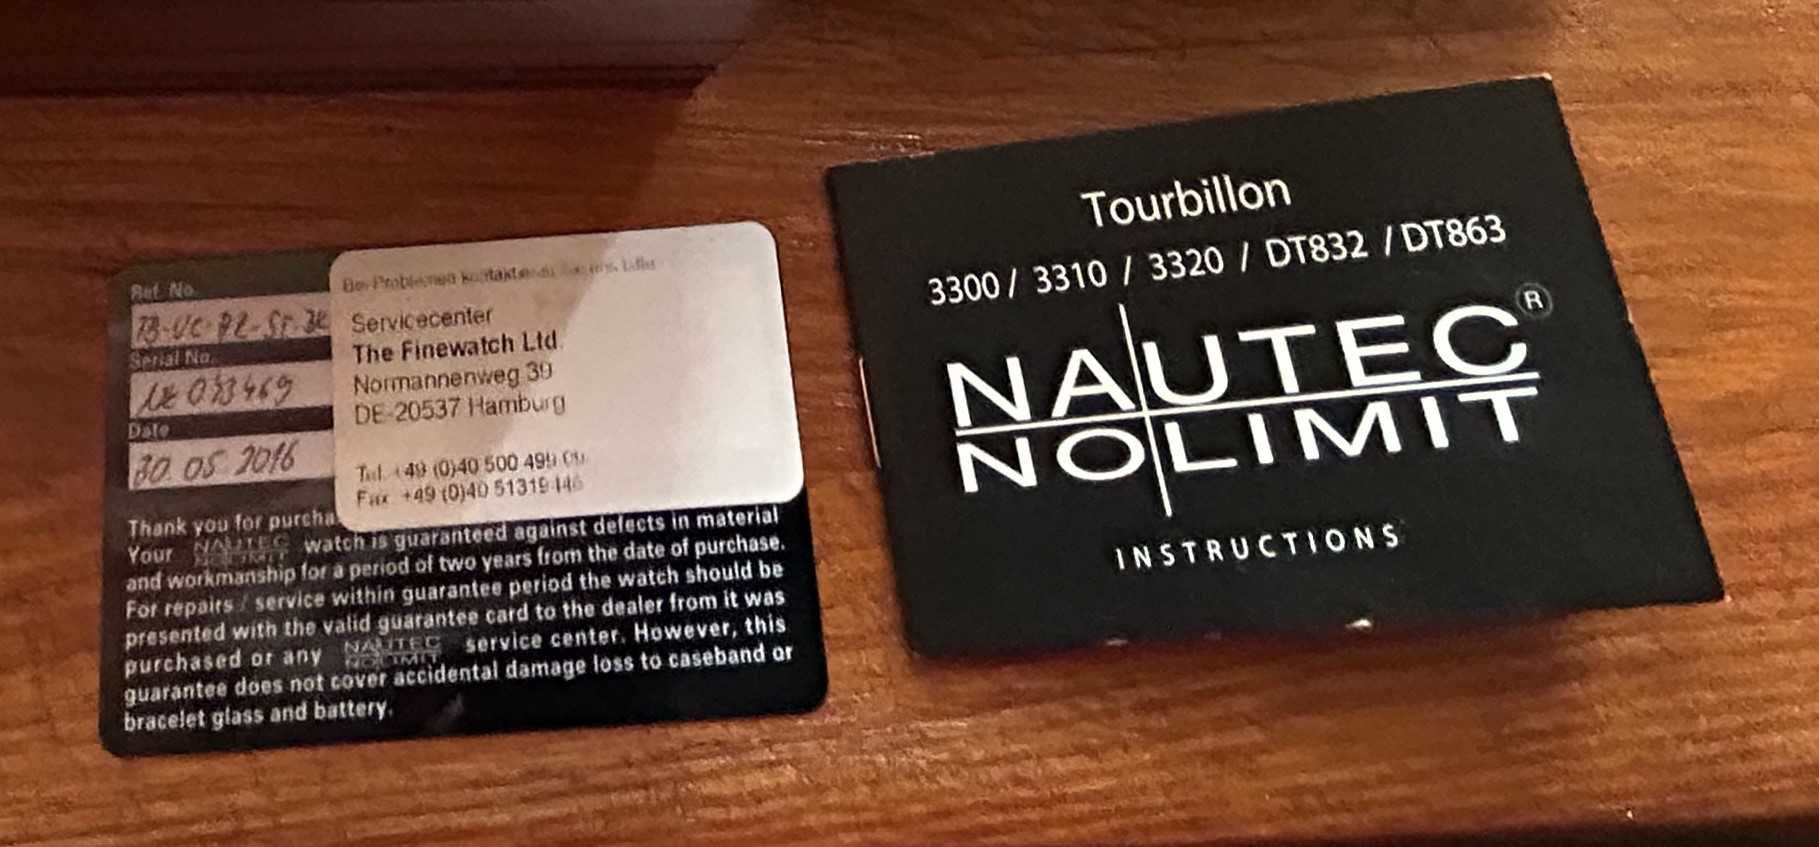 Ref. No.
Serial No.
043469
Date
30.05.2016
Bei Problemen
Servicecenter
The Finewatch Ltd.
Normannenweg 39
DE-20537 Hamburg
Tel. +49 (0)40 500 499
Fax +49 (0)40 51319
Thank you for purcha
Your NAUTEC NOLIMIT watch is guaranteed against defects in material
and workmanship for a period of two years from the date of purchase.
For repairs / service within guarantee period the watch should be
presented with the valid guarantee card to the dealer from it was
purchased or any NAUTEC NOLIMIT service center. However, this
guarantee does not cover accidental damage loss to caseband or
bracelet glass and battery.
Tourbillon
3300 / 3310 / 3320 / DT832 / DT863
NAUTEC ®
NOLIMIT
INSTRUCTIONS